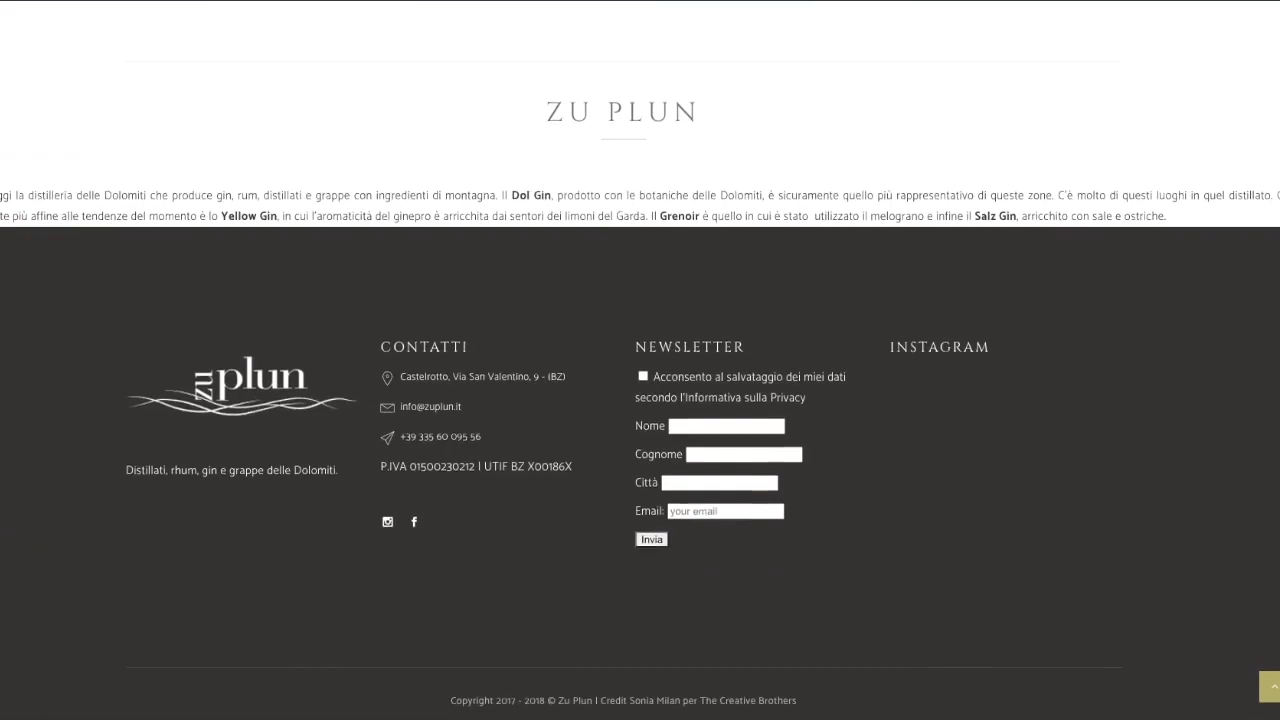 ZU PLUN
la distilleria delle Dolomiti che produce gin, rum, distillati e grappe con ingredienti di montagna. Il Dol Gin, prodotto con le botaniche delle Dolomiti, è sicuramente quello più rappresentativo di queste zone. C'è molto di questi luoghi in quel distillato.
più affine alle tendenze del momento è lo Yellow Gin, in cui l'aromaticità del ginepro è arricchita dai sentori dei limoni del Garda. Il Grenoir è quello in cui è stato utilizzato il melograno e infine il Salz Gin, arricchito con sale e ostriche.
zu plun
Distillati, rhum, gin e grappe delle Dolomiti.
CONTATTI
Castelrotto, Via San Valentino, 9 - (BZ)
info@zuplun.it
+39 335 60 095 56
P.IVA 01500230212 | UTIF BZ X00186X
NEWSLETTER
Acconsento al salvataggio dei miei dati
secondo l'Informativa sulla Privacy
Nome
Cognome
Città
Email: your email
Invia
INSTAGRAM
Copyright 2017 - 2018 © Zu Plun | Credit Sonia Milan per The Creative Brothers